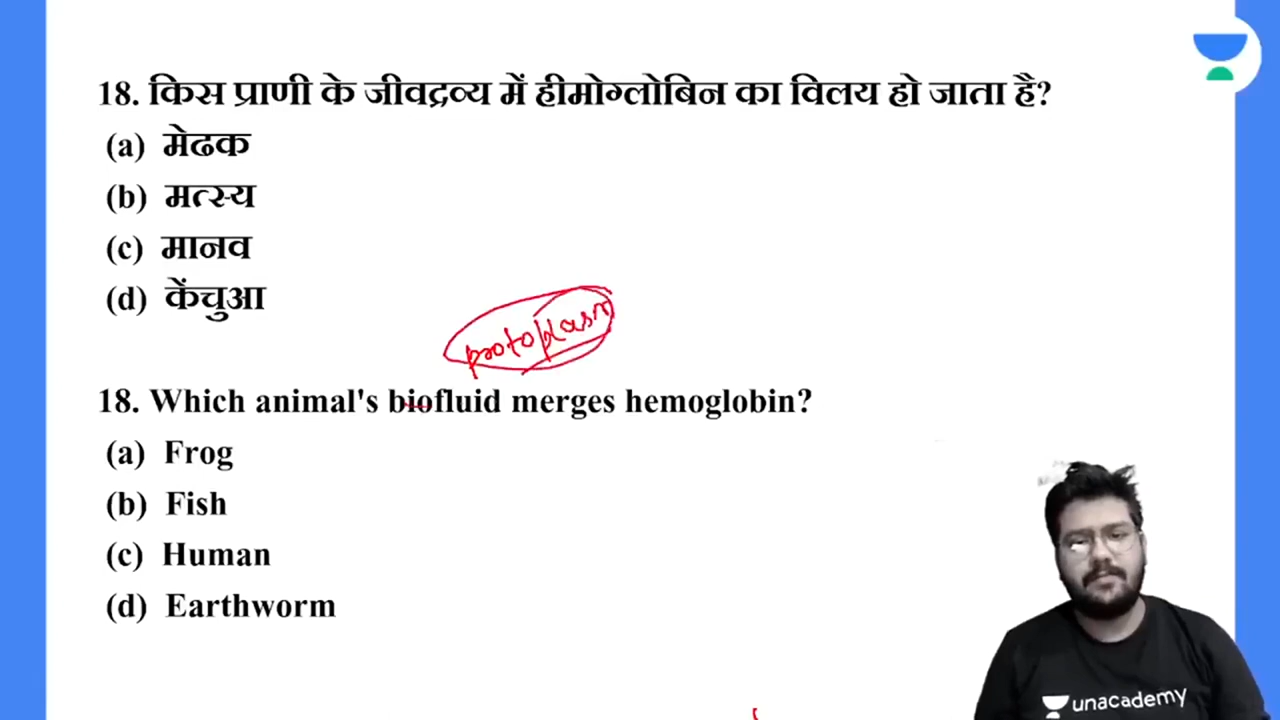 18. किस प्राणी के जीवद्रव्य में हीमोग्लोबिन का विलय हो जाता है?
(a) मेढक
(b) मत्स्य
(c) मानव
(d) केंचुआ
protoplasm
18. Which animal's biofluid merges hemoglobin?
(a) Frog
(b) Fish
(c) Human
(d) Earthworm
unacademy